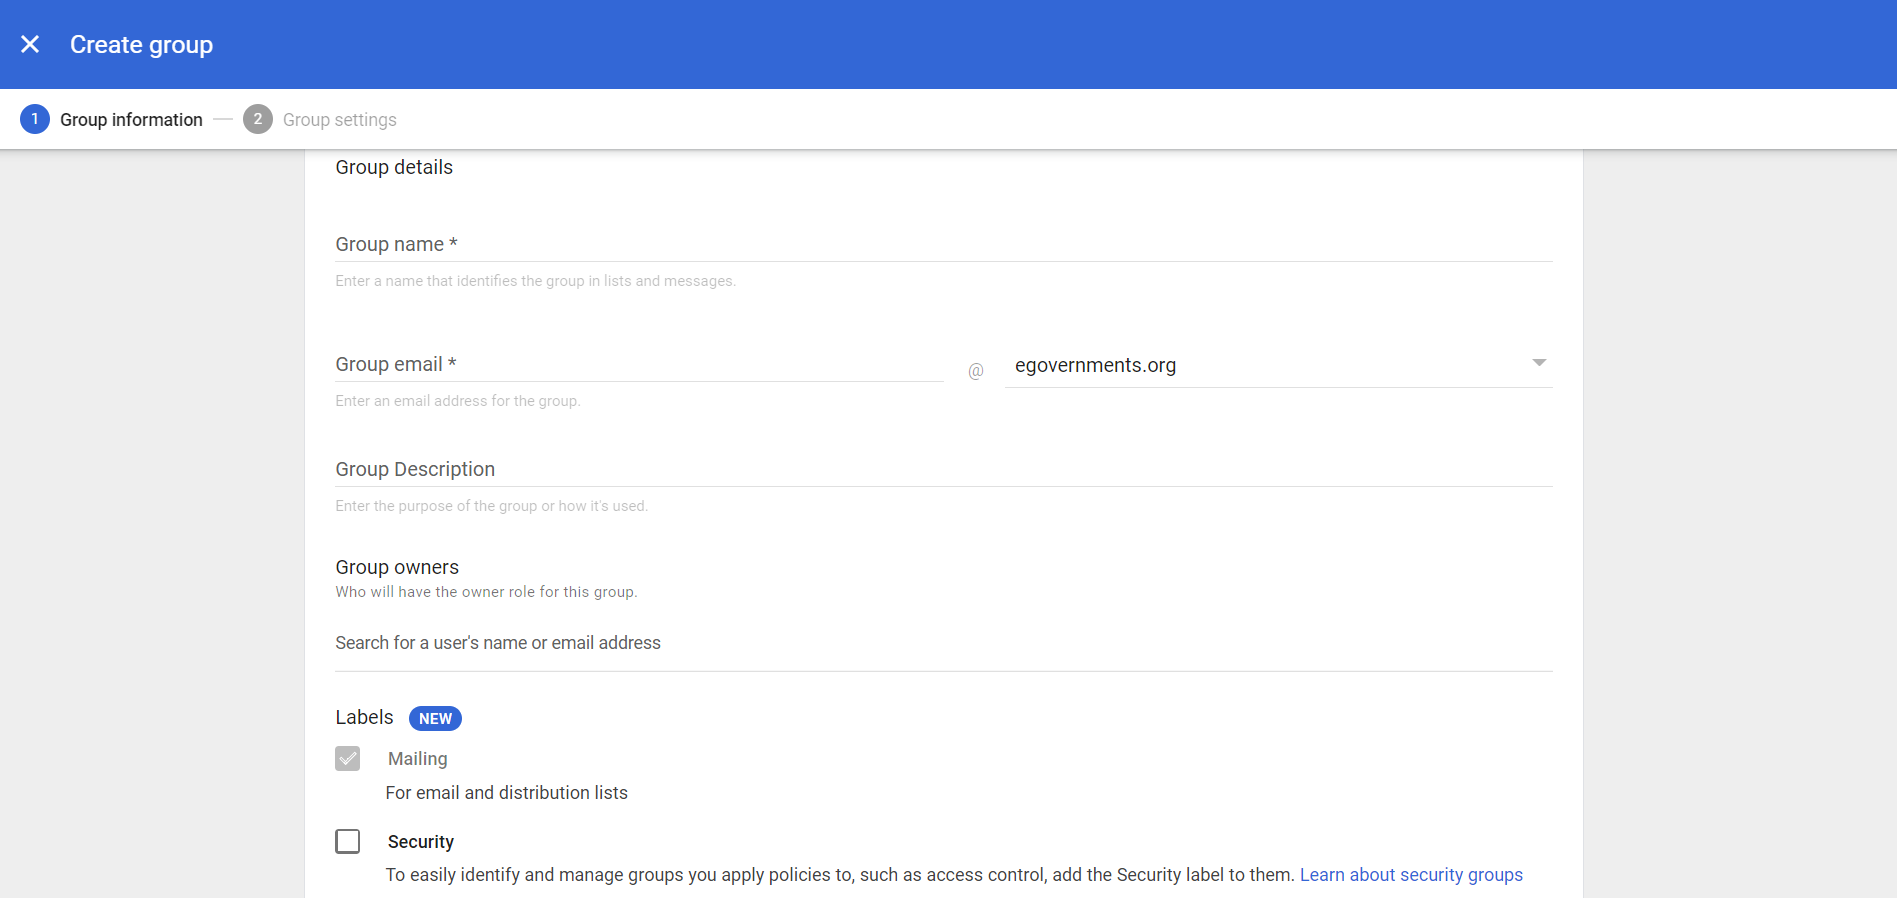 Create group
1 Group information 2 Group settings
Group details
Group name *
Enter a name that identifies the group in lists and messages.
Group email * @ egovernments.org
Enter an email address for the group.
Group Description
Enter the purpose of the group or how it's used.
Group owners
Who will have the owner role for this group.
Search for a user's name or email address
Labels NEW
Mailing
For email and distribution lists
Security
To easily identify and manage groups you apply policies to, such as access control, add the Security label to them. Learn about security groups